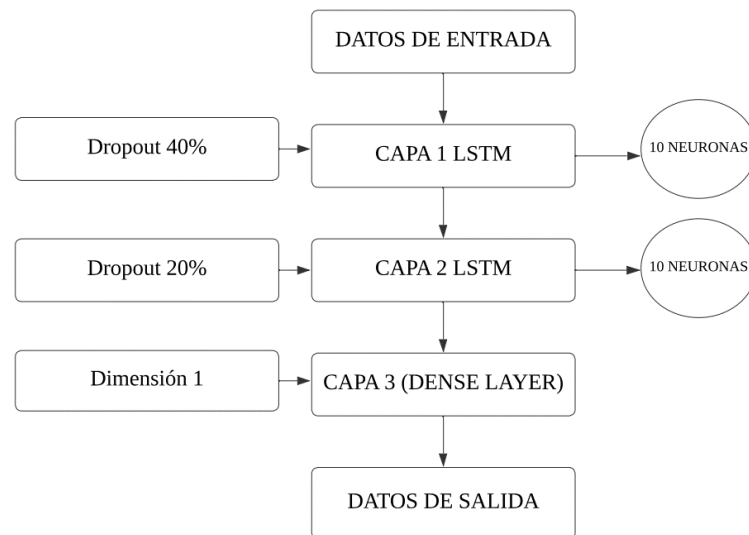 DATOS DE ENTRADA
Dropout 40%
CAPA 1 LSTM
10 NEURONAS
Dropout 20%
CAPA 2 LSTM
10 NEURONAS
Dimensión 1
CAPA 3 (DENSE LAYER)
DATOS DE SALIDA